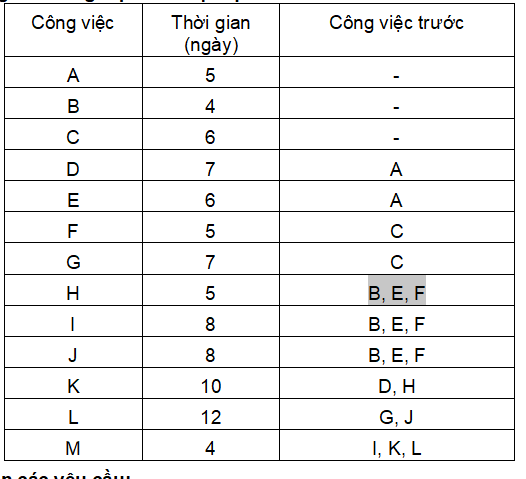 Công việc Thời gian (ngày) Công việc trước
A 5 -
B 4 -
C 6 -
D 7 A
E 6 A
F 5 C
G 7 C
H 5 B, E, F
I 8 B, E, F
J 8 B, E, F
K 10 D, H
L 12 G, J
M 4 I, K, L